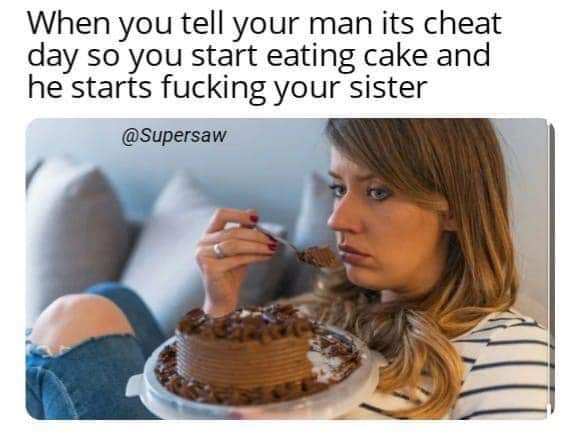 When you tell your man its cheat
day so you start eating cake and
he starts fucking your sister
@Supersaw